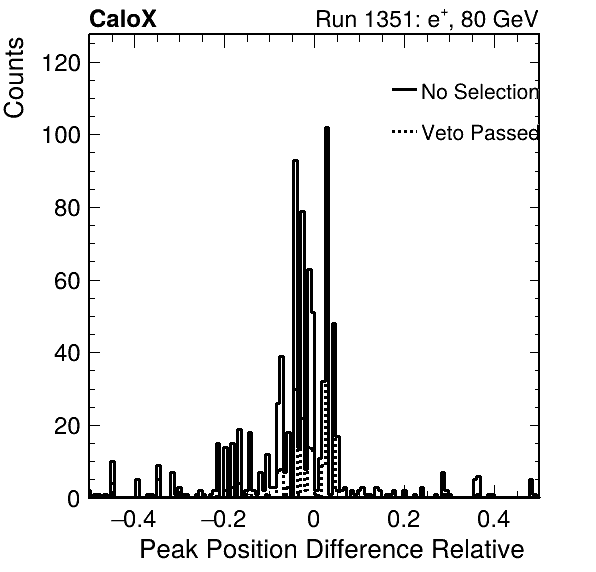 CaloX Run 1351: e+, 80 GeV
Counts
120
100
80
60
40
20
0
No Selection
Veto Passed
−0.4 −0.2 0 0.2 0.4
Peak Position Difference Relative